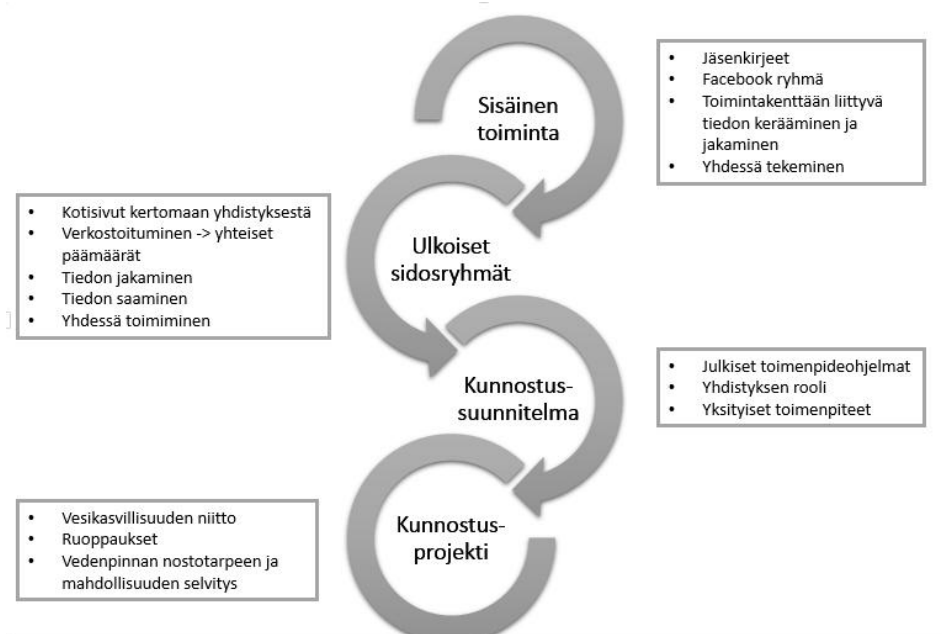 Sisäinen
toiminta
• Jäsenkirjeet
• Facebook ryhmä
• Toimintakenttään liittyvä
tiedon kerääminen ja
jakaminen
• Yhdessä tekeminen
• Kotisivut kertomaan yhdistyksestä
• Verkostoituminen -> yhteiset
päämäärät
• Tiedon jakaminen
• Tiedon saaminen
• Yhdessä toimiminen
Ulkoiset
sidosryhmät
Kunnostus-
suunnitelma
• Julkiset toimenpideohjelmat
• Yhdistyksen rooli
• Yksityiset toimenpiteet
• Vesikasvillisuuden niitto
• Ruoppaukset
• Vedenpinnan nostotarpeen ja
mahdollisuuden selvitys
Kunnostus-
projekti